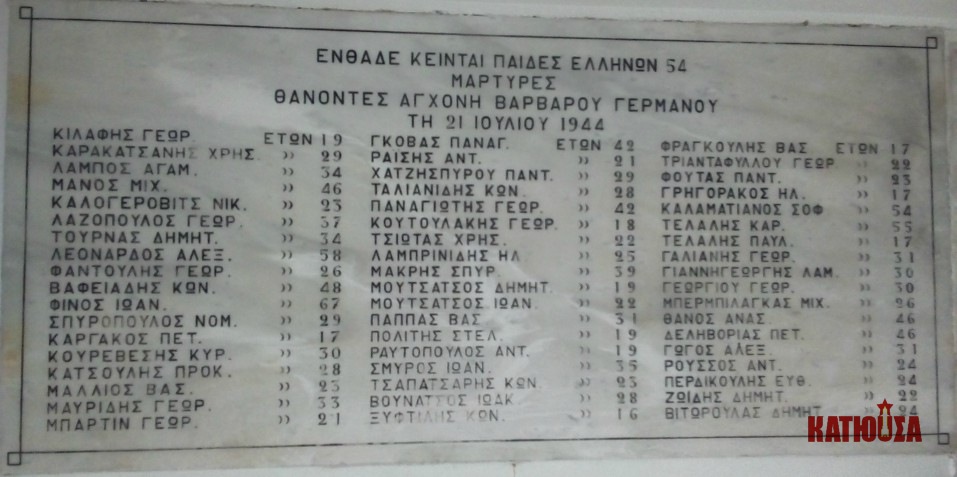 ΕΝΘΑΔΕ ΚΕΙΝΤΑΙ ΠΑΙΔΕΣ ΕΛΛΗΝΩΝ 54
ΜΑΡΤΥΡΕΣ
ΘΑΝΟΝΤΕΣ ΑΓΧΟΝΗ ΒΑΡΒΑΡΟΥ ΓΕΡΜΑΝΟΥ
ΤΗ 21 ΙΟΥΛΙΟΥ 1944
ΚΙΛΑΦΗΣ ΓΕΩΡ ΕΤΩΝ 19
ΚΑΡΑΚΑΤΣΑΝΗΣ ΧΡΗΣ. ›› 29
ΛΑΜΠΟΣ ΑΓΑΜ. ›› 34
ΜΑΝΟΣ ΜΙΧ. ›› 46
ΚΑΛΟΓΕΡΟΒΙΤΣ ΝΙΚ. ›› 23
ΛΑΖΟΠΟΥΛΟΣ ΓΕΩΡ. ›› 37
ΤΟΥΡΝΑΣ ΔΗΜΗΤ. ›› 34
ΛΕΟΝΑΡΔΟΣ ΑΛΕΞ. ›› 58
ΦΑΝΤΟΥΛΗΣ ΓΕΩΡ. ›› 26
ΒΑΦΕΙΑΔΗΣ ΚΩΝ. ›› 48
ΦΙΝΟΣ ΙΩΑΝ. ›› 67
ΣΠΥΡΟΠΟΥΛΟΣ ΝΟΜ. ›› 29
ΚΑΡΓΑΚΟΣ ΠΕΤ. ›› 17
ΚΟΥΡΕΒΕΣΗΣ ΚΥΡ. ›› 30
ΚΑΤΣΟΥΛΗΣ ΠΡΟΚ. ›› 28
ΜΑΛΛΙΟΣ ΒΑΣ. ›› 23
ΜΑΥΡΙΔΗΣ ΓΕΩΡ. ›› 33
ΜΠΑΡΤΙΝ ΓΕΩΡ. ›› 21
ΓΚΟΒΑΣ ΠΑΝΑΓ. ΕΤΩΝ 42
ΡΑΙΣΗΣ ΑΝΤ. ›› 21
ΧΑΤΖΗΣΠΥΡΟΥ ΠΑΝΤ. ›› 29
ΤΑΛΙΑΝΙΔΗΣ ΚΩΝ. ›› 28
ΠΑΝΑΓΙΩΤΗΣ ΓΕΩΡ. ›› 42
ΚΟΥΤΟΥΛΑΚΗΣ ΓΕΩΡ. ›› 18
ΤΣΙΩΤΑΣ ΧΡΗΣ. ›› 22
ΛΑΜΠΡΙΝΙΔΗΣ ΗΛ ›› 25
ΜΑΚΡΗΣ ΣΠΥΡ. ›› 39
ΜΟΥΤΣΑΤΣΟΣ ΔΗΜΗΤ. ›› 19
ΜΟΥΤΣΑΤΣΟΣ ΙΩΑΝ. ›› 22
ΠΑΠΠΑΣ ΒΑΣ. ›› 31
ΠΟΛΙΤΗΣ ΣΤΕΛ. ›› 19
ΡΑΥΤΟΠΟΥΛΟΣ ΑΝΤ. ›› 19
ΣΜΥΡΟΣ ΙΩΑΝ. ›› 35
ΤΣΑΠΑΤΣΑΡΗΣ ΚΩΝ. ›› 23
ΒΟΥΝΑΤΣΟΣ ΙΩΑΚ. ›› 28
ΞΥΦΤΙΛΗΣ ΚΩΝ. ›› 16
ΦΡΑΓΚΟΥΛΗΣ ΒΑΣ. ΕΤΩΝ 17
ΤΡΙΑΝΤΑΦΥΛΛΟΥ ΓΕΩΡ. ›› 22
ΦΟΥΤΑΣ ΠΑΝΤ. ›› 23
ΓΡΗΓΟΡΑΚΟΣ ΗΛ. ›› 17
ΚΑΛΑΜΑΤΙΑΝΟΣ ΣΟΦ ›› 54
ΤΕΛΑΛΗΣ ΚΑΡ. ›› 55
ΤΕΛΑΛΗΣ ΠΑΥΛ. ›› 17
ΓΑΛΙΑΝΗΣ ΓΕΩΡ. ›› 31
ΓΙΑΝΝΗΓΕΩΡΓΗΣ ΛΑΜ. ›› 30
ΓΕΩΡΓΙΟΥ ΓΕΩΡ. ›› 30
ΜΠΕΡΜΠΙΛΑΓΚΑΣ ΜΙΧ. ›› 26
ΘΑΝΟΣ ΑΝΑΣ. ›› 46
ΔΕΛΗΒΟΡΙΑΣ ΠΕΤ. ›› 46
ΓΩΓΟΣ ΑΛΕΞ. ›› 31
ΡΟΥΣΣΟΣ ΑΝΤ. ›› 24
ΠΕΡΔΙΚΟΥΛΗΣ ΕΥΘ. ›› 24
ΖΩΙΔΗΣ ΔΗΜΗΤ. ›› 22
ΒΙΤΩΡΟΥΛΑΣ ΔΗΜΗΤ. ›› 24
ΚΑΤΙΟΥΣΑ